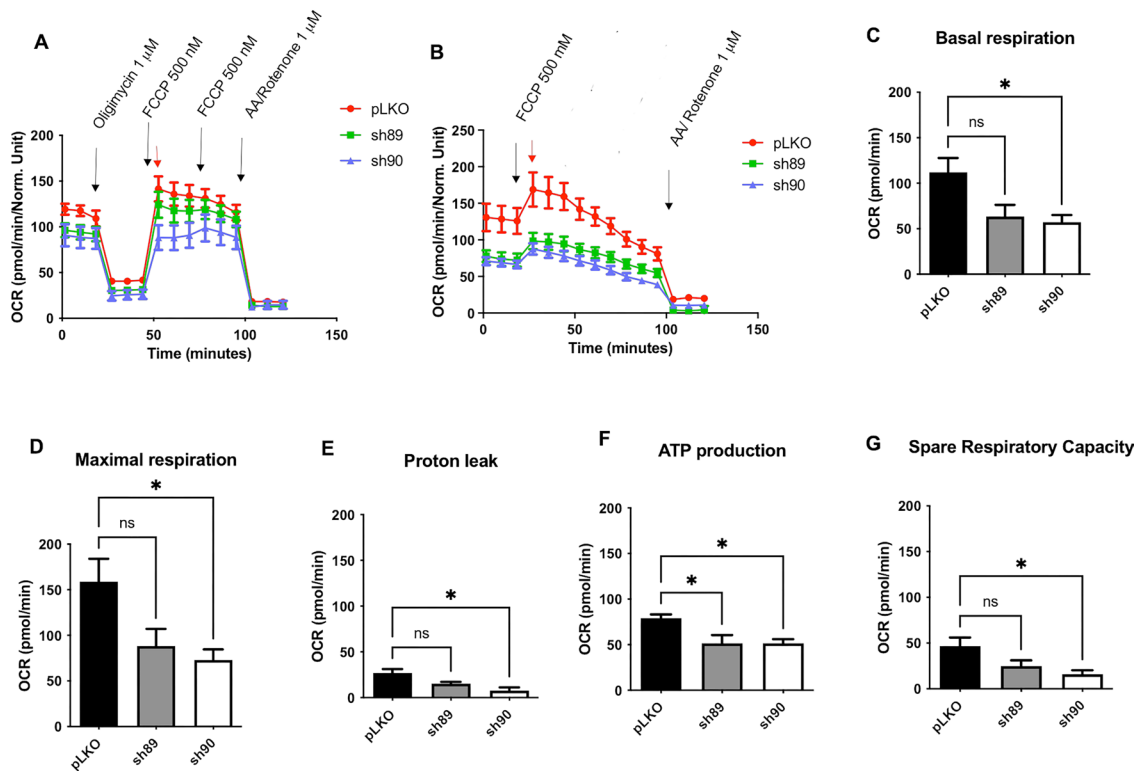 A
Oligimycin 1 µM
FCCP 500 nM
FCCP 500 nM
AA/Rotenone 1 µM
pLKO
sh89
sh90
OCR (pmol/min/Norm. Unit)
200
150
100
50
0
0
50
100
150
Time (minutes)
B
FCCP 500 mM
AA/ Rotenone 1 µM
pLKO
sh89
sh90
OCR (pmol/min/Norm. Unit)
250
200
150
100
50
0
0
50
100
150
Time (minutes)
C
Basal respiration
*
ns
OCR (pmol/min)
200
150
100
50
0
pLKO
sh89
sh90
D
Maximal respiration
*
ns
OCR (pmol/min)
200
150
100
50
0
pLKO
sh89
sh90
E
Proton leak
*
ns
OCR (pmol/min)
200
150
100
50
0
pLKO
sh89
sh90
F
ATP production
*
*
OCR (pmol/min)
200
150
100
50
0
pLKO
sh89
sh90
G
Spare Respiratory Capacity
*
ns
OCR (pmol/min)
200
150
100
50
0
pLKO
sh89
sh90